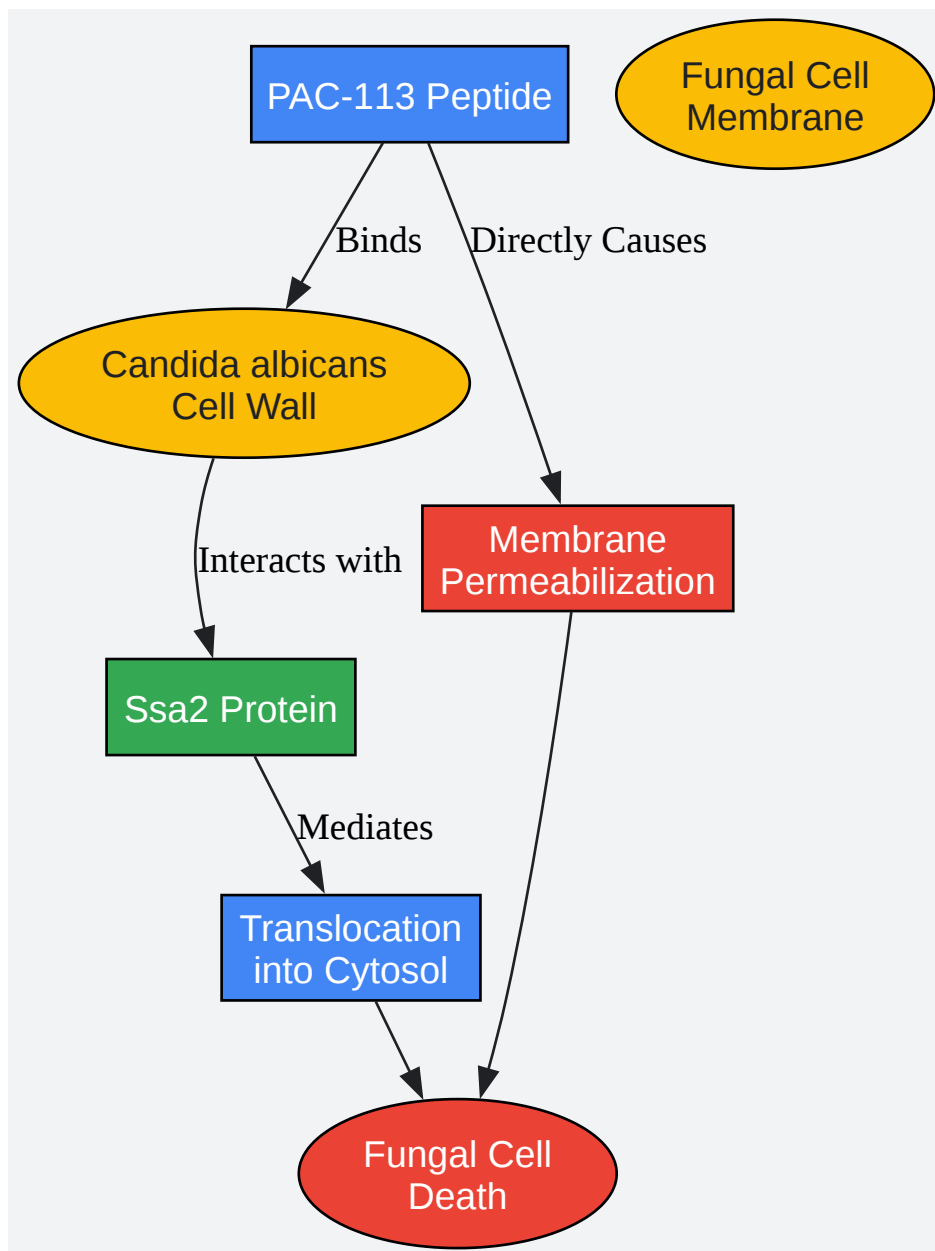 PAC-113 Peptide
Fungal Cell
Membrane
Binds
Directly Causes
Candida albicans
Cell Wall
Membrane
Permeabilization
Interacts with
Ssa2 Protein
Mediates
Translocation
into Cytosol
Fungal Cell
Death